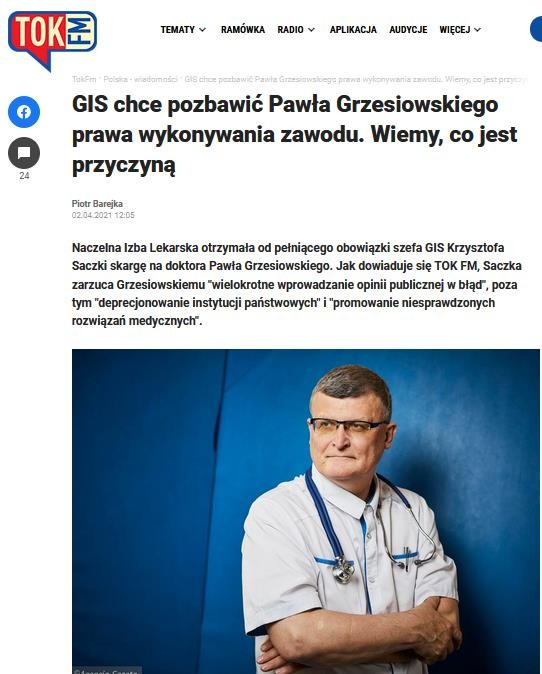 TOK FM
TEMATY RAMÓWKA RADIO APLIKACJA AUDYCJE WIĘCEJ
TokFm Polska - wiadomości GIS chce pozbawić Pawła Grzesiowskiego prawa wykonywania zawodu. Wiemy, co jest
GIS chce pozbawić Pawła Grzesiowskiego
prawa wykonywania zawodu. Wiemy, co jest
przyczyną
24
Piotr Barejka
02.04.2021 12:05
Naczelna Izba Lekarska otrzymała od pełniącego obowiązki szefa GIS Krzysztofa
Saczki skargę na doktora Pawła Grzesiowskiego. Jak dowiaduje się TOK FM, Saczka
zarzuca Grzesiowskiemu "wielokrotne wprowadzanie opinii publicznej w błąd", poza
tym "deprecjonowanie instytucji państwowych" i "promowanie niesprawdzonych
rozwiązań medycznych".